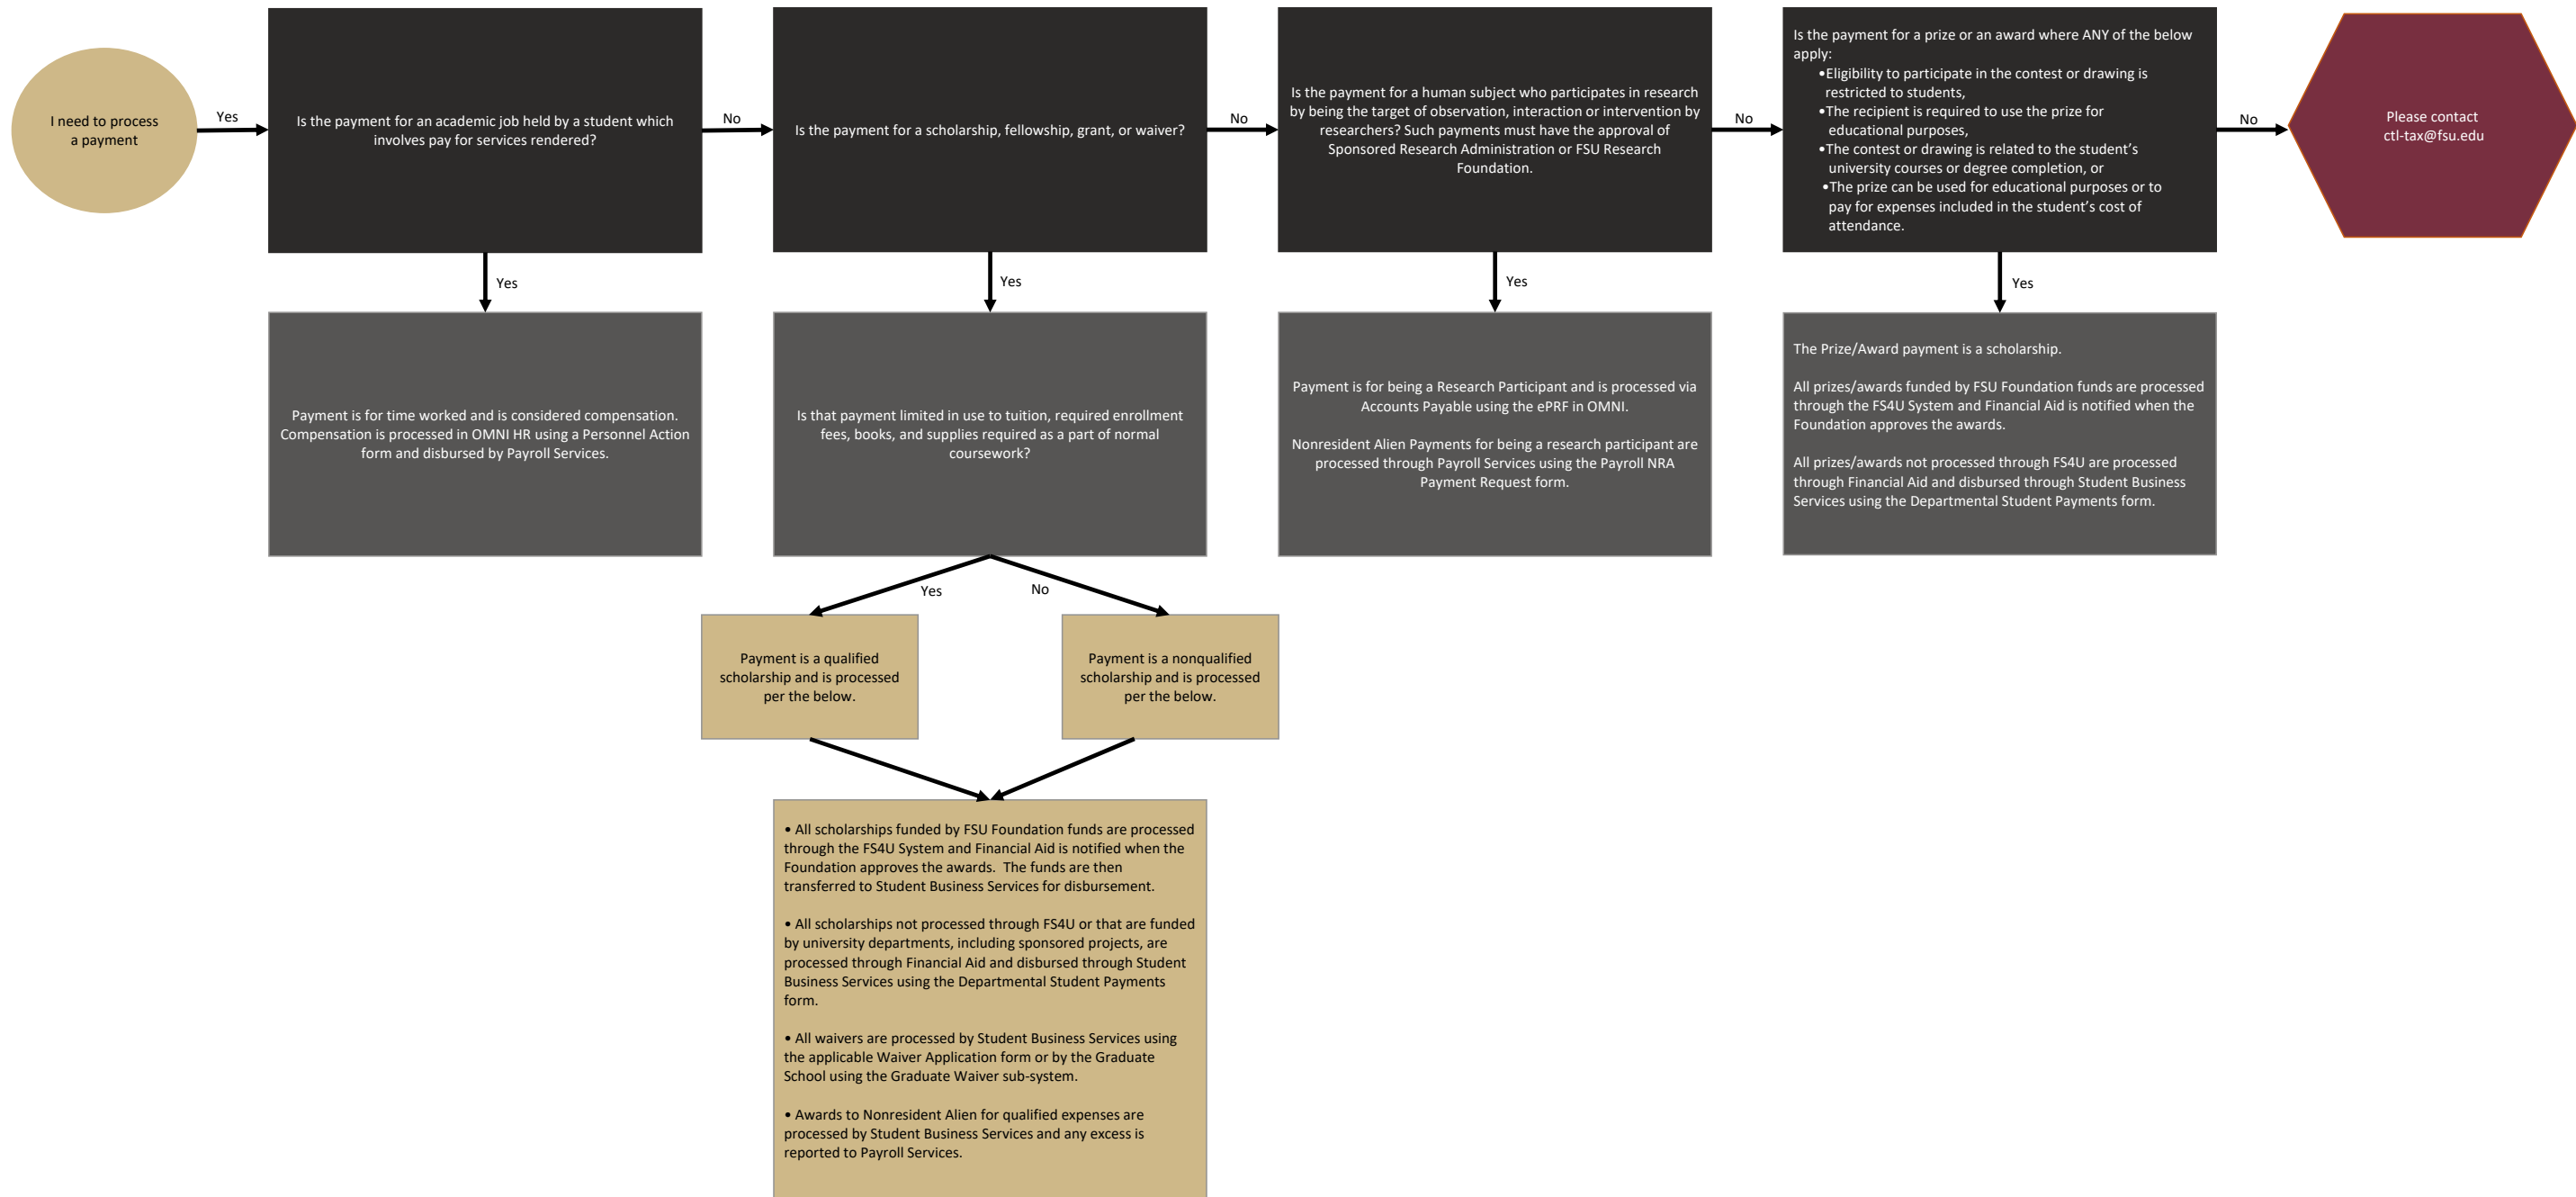 I need to process
a payment
Yes
Is the payment for an academic job held by a student which
involves pay for services rendered?
No
Is the payment for a scholarship, fellowship, grant, or waiver?
No
Is the payment for a human subject who participates in research
by being the target of observation, interaction or intervention by
researchers? Such payments must have the approval of
Sponsored Research Administration or FSU Research
Foundation.
No
Is the payment for a prize or an award where ANY of the below
apply:
•Eligibility to participate in the contest or drawing is
restricted to students,
•The recipient is required to use the prize for
educational purposes,
•The contest or drawing is related to the student’s
university courses or degree completion, or
•The prize can be used for educational purposes or to
pay for expenses included in the student’s cost of
attendance.
No
Please contact
ctl-tax@fsu.edu
Yes
Yes
Yes
Yes
Payment is for time worked and is considered compensation.
Compensation is processed in OMNI HR using a Personnel Action
form and disbursed by Payroll Services.
Is that payment limited in use to tuition, required enrollment
fees, books, and supplies required as a part of normal
coursework?
Payment is for being a Research Participant and is processed via
Accounts Payable using the ePRF in OMNI.
Nonresident Alien Payments for being a research participant are
processed through Payroll Services using the Payroll NRA
Payment Request form.
The Prize/Award payment is a scholarship.
All prizes/awards funded by FSU Foundation funds are processed
through the FS4U System and Financial Aid is notified when the
Foundation approves the awards.
All prizes/awards not processed through FS4U are processed
through Financial Aid and disbursed through Student Business
Services using the Departmental Student Payments form.
Yes
No
Payment is a qualified
scholarship and is processed
per the below.
Payment is a nonqualified
scholarship and is processed
per the below.
• All scholarships funded by FSU Foundation funds are processed
through the FS4U System and Financial Aid is notified when the
Foundation approves the awards.  The funds are then
transferred to Student Business Services for disbursement.
• All scholarships not processed through FS4U or that are funded
by university departments, including sponsored projects, are
processed through Financial Aid and disbursed through Student
Business Services using the Departmental Student Payments
form.
• All waivers are processed by Student Business Services using
the applicable Waiver Application form or by the Graduate
School using the Graduate Waiver sub-system.
• Awards to Nonresident Alien for qualified expenses are
processed by Student Business Services and any excess is
reported to Payroll Services.